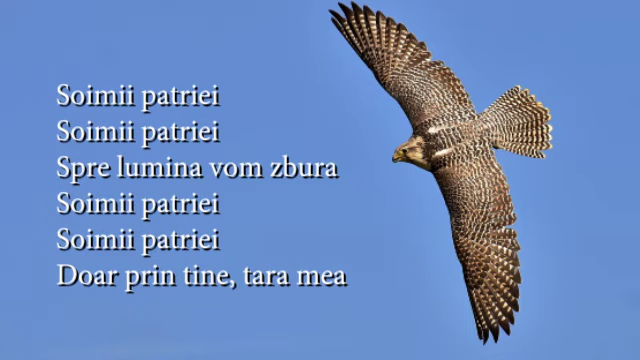 Soimii patriei
Soimii patriei
Spre lumina vom zbura
Soimii patriei
Soimii patriei
Doar prin tine, tara mea